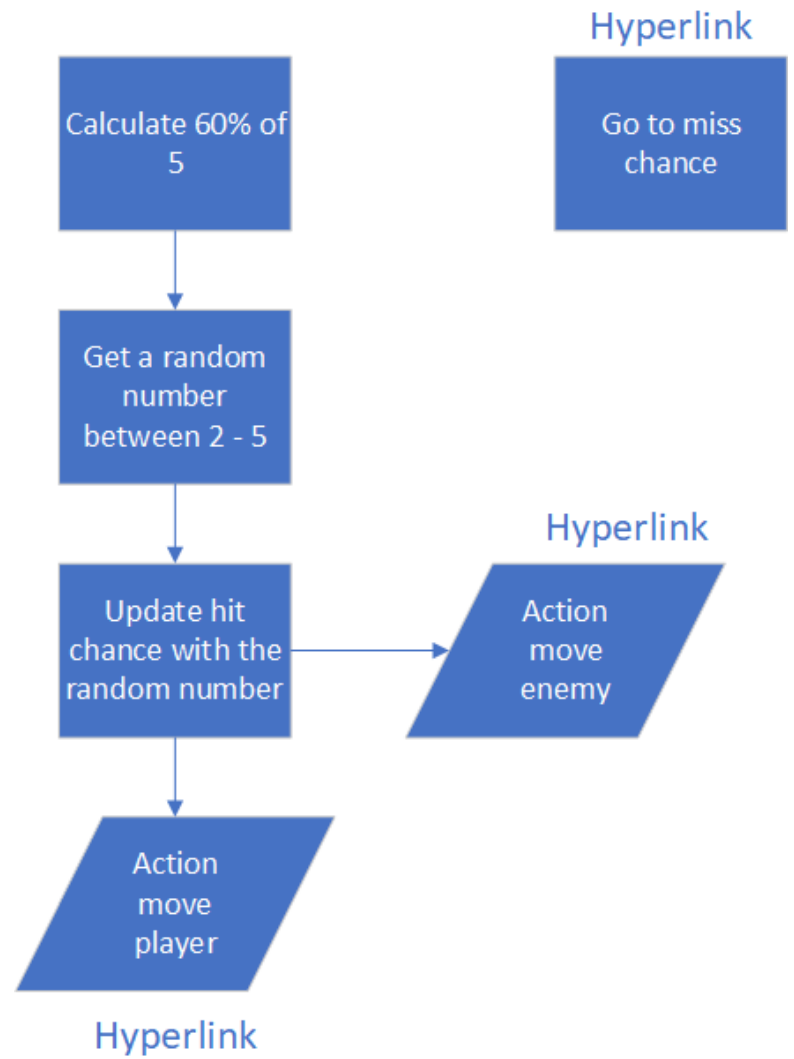 Hyperlink
Calculate 60% of
5
Go to miss
chance
Get a random
number
between 2 - 5
Hyperlink
Update hit
chance with the
random number
Action
move
enemy
Action
move
player
Hyperlink